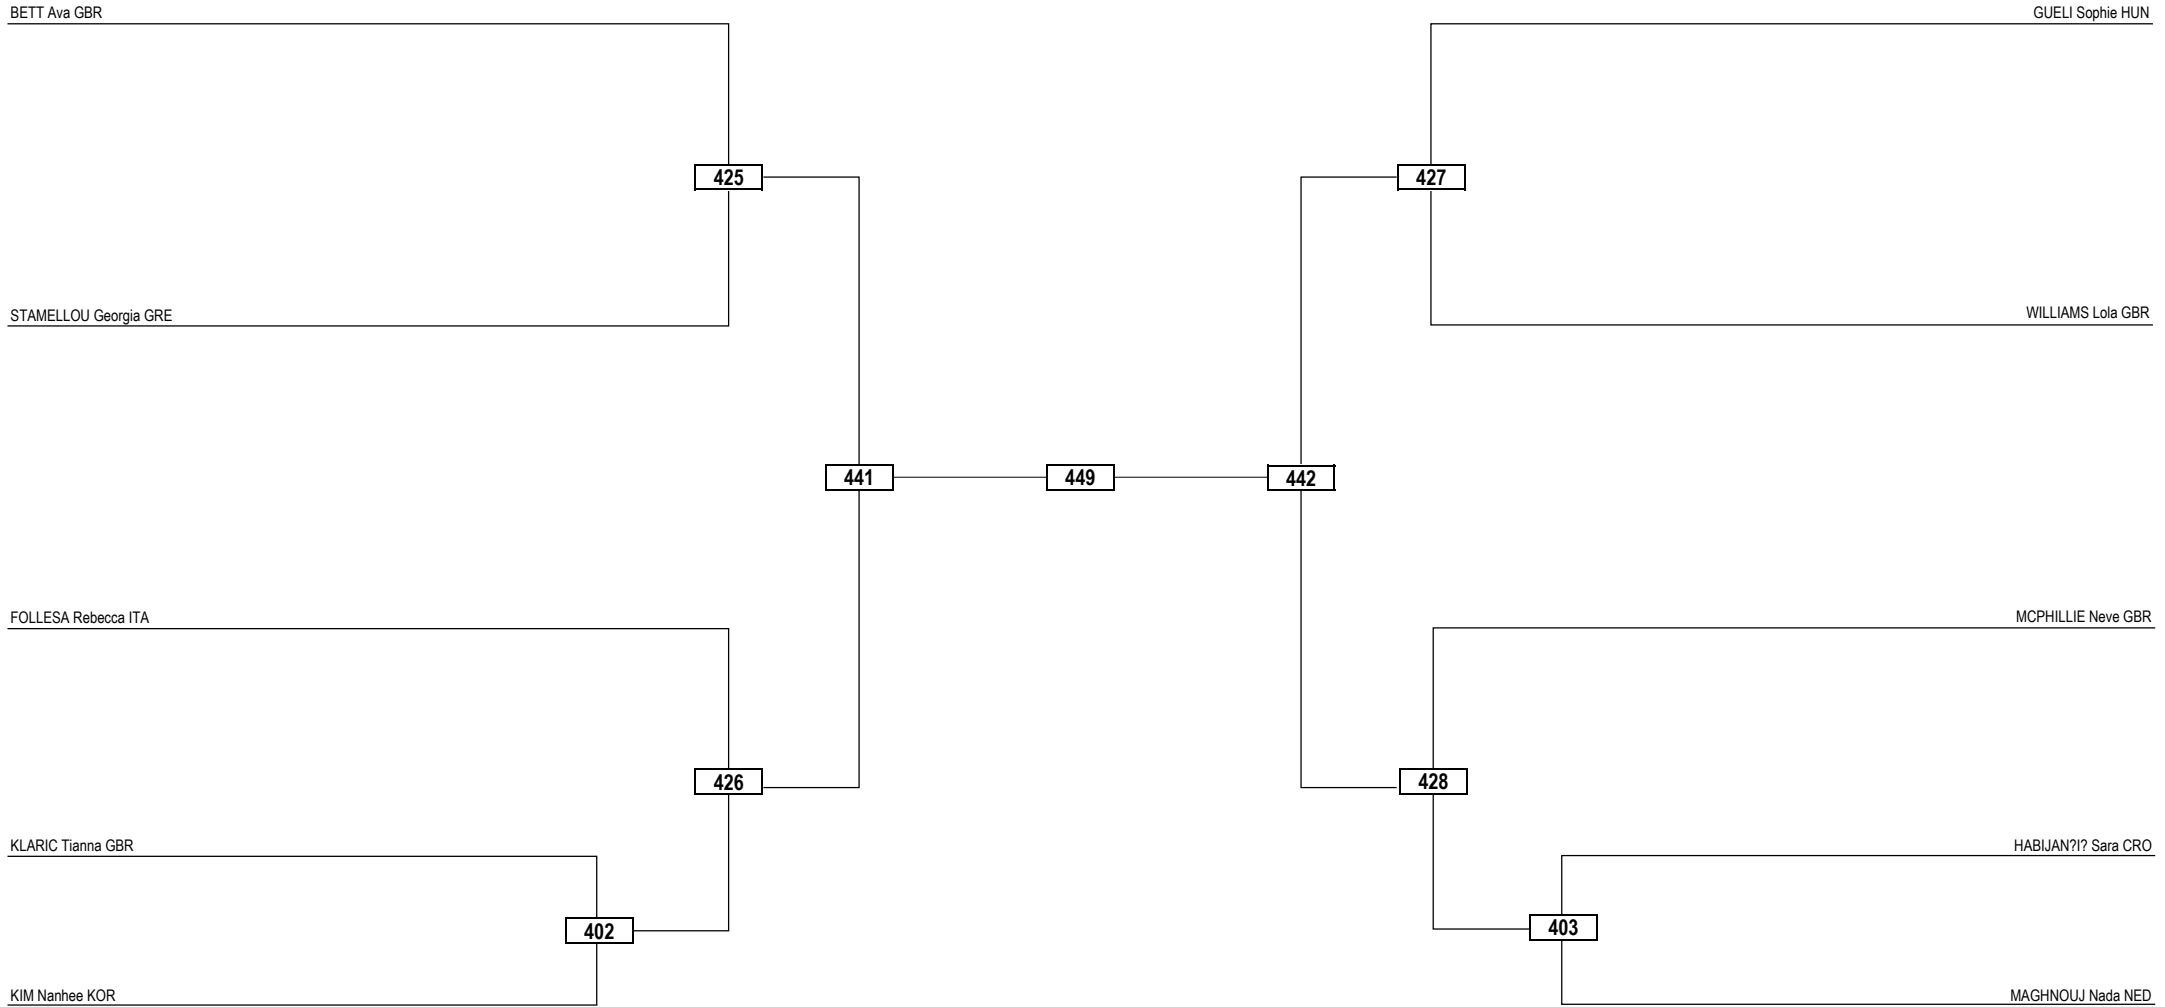 BETT Ava GBR
GUELI Sophie HUN
425
427
STAMELLOU Georgia GRE
WILLIAMS Lola GBR
441
449
442
FOLLESA Rebecca ITA
MCPHILLIE Neve GBR
426
428
KLARIC Tianna GBR
HABIJAN?I? Sara CRO
402
403
KIM Nanhee KOR
MAGHNOUJ Nada NED